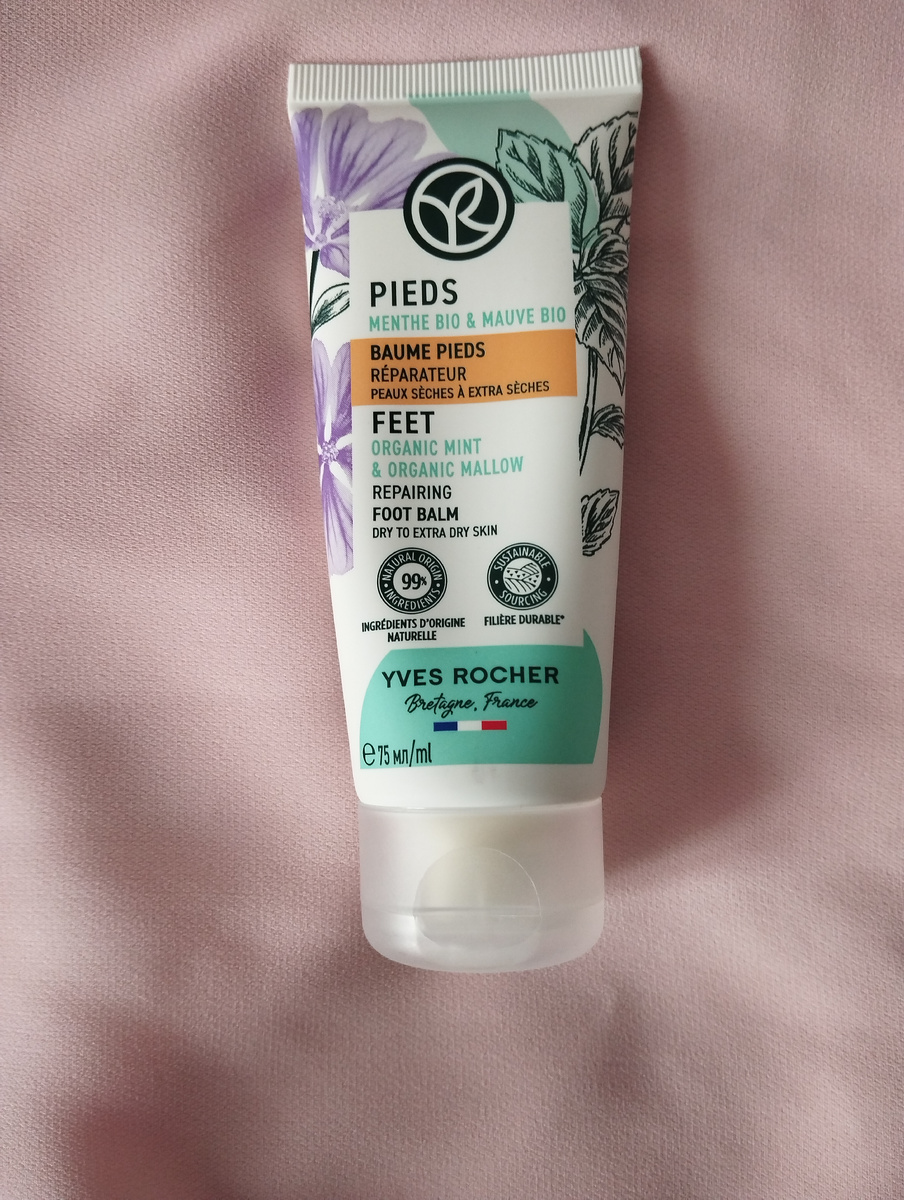 PIEDS
MENTHE BIO & MAUVE BIO
BAUME PIEDS
RÉPARATEUR
PEAUX SÈCHES À EXTRA SÈCHES
FEET
ORGANIC MINT
& ORGANIC MALLOW
REPAIRING
FOOT BALM
DRY TO EXTRA DRY SKIN
NATURAL ORIGIN
99%
INGREDIENTS
INGRÉDIENTS D'ORIGINE
NATURELLE
SUSTAINABLE
SOURCING
FILIÈRE DURABLE*
YVES ROCHER
Bretagne, France
℮ 75 мл/ml